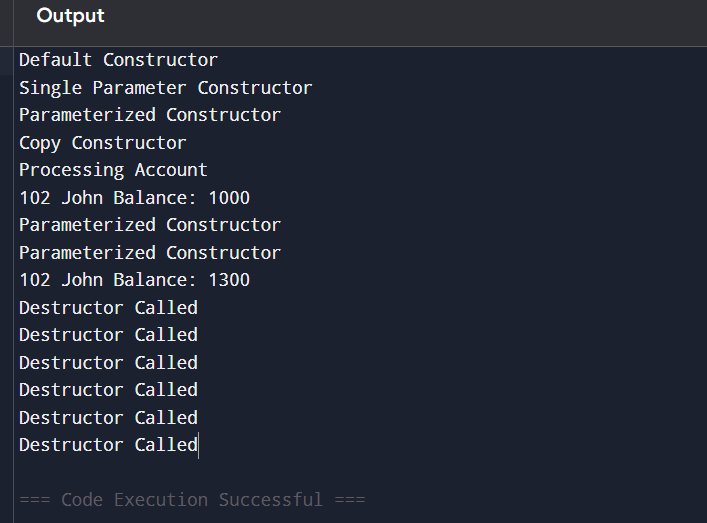 Output
Default Constructor
Single Parameter Constructor
Parameterized Constructor
Copy Constructor
Processing Account
102 John Balance: 1000
Parameterized Constructor
Parameterized Constructor
102 John Balance: 1300
Destructor Called
Destructor Called
Destructor Called
Destructor Called
Destructor Called
Destructor Called
=== Code Execution Successful ===